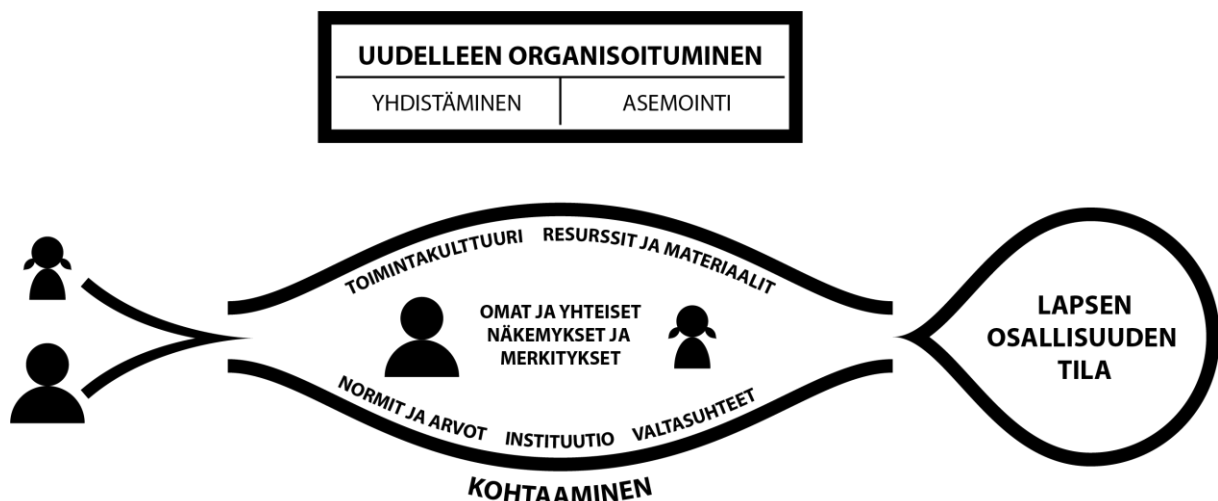 UUDELLEEN ORGANISOITUMINEN
YHDISTÄMINEN
ASEMOINTI
TOIMINTAKULTTUURI
RESURSSIT JA MATERIAALIT
OMAT JA YHTEISET
NÄKEMYKSET JA
MERKITYKSET
NORMIT JA ARVOT
INSTITUUTIO
VALTASUHTEET
KOHTAAMINEN
LAPSEN
OSALLISUUDEN
TILA